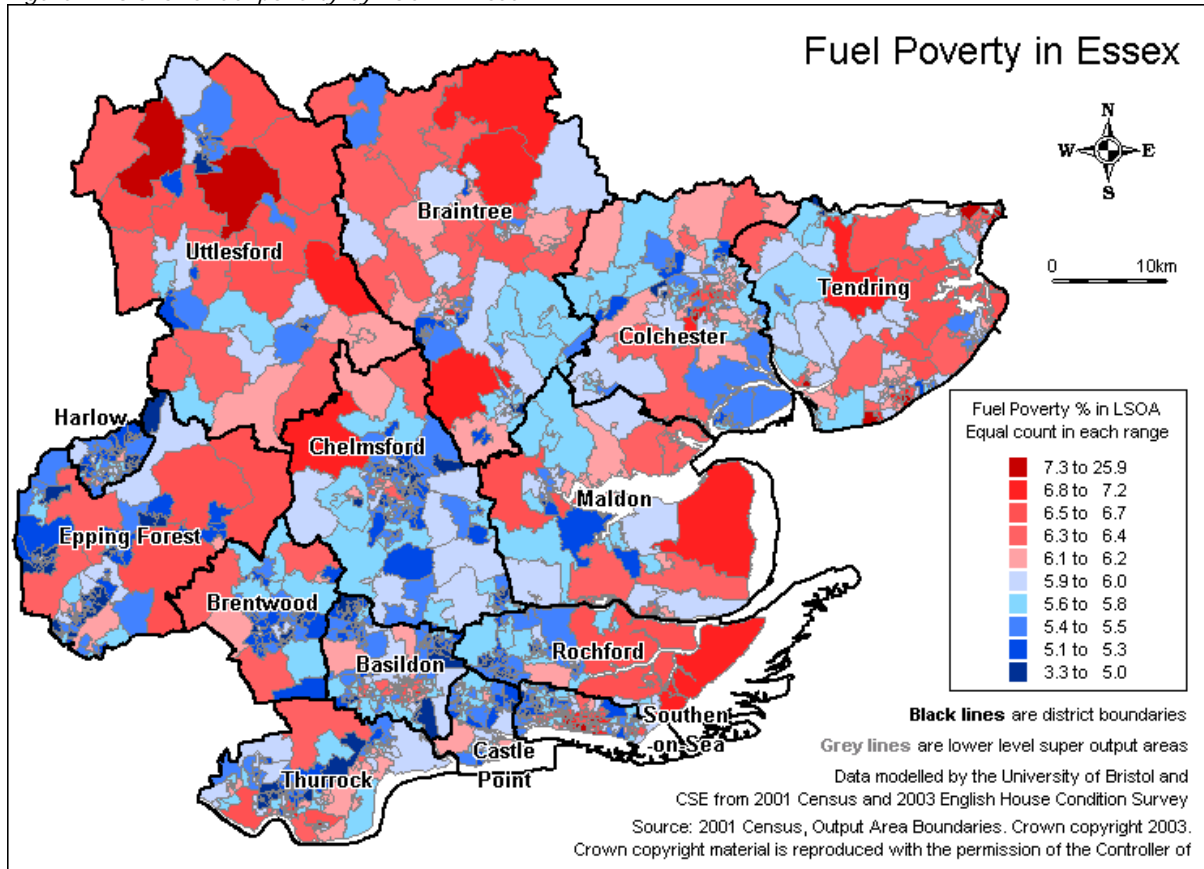 Fuel Poverty in Essex
N
W E
S
0 10km
Uttlesford
Braintree
Tendring
Colchester
Harlow
Chelmsford
Maldon
Epping Forest
Brentwood
Rochford
Basildon
Southen
-on-Sea
Castle
Point
Thurrock
Fuel Poverty % in LSOA
Equal count in each range
7.3 to 25.9
6.8 to 7.2
6.5 to 6.7
6.3 to 6.4
6.1 to 6.2
5.9 to 6.0
5.6 to 5.8
5.4 to 5.5
5.1 to 5.3
3.3 to 5.0
Black lines are district boundaries
Grey lines are lower level super output areas
Data modelled by the University of Bristol and
CSE from 2001 Census and 2003 English House Condition Survey
Source: 2001 Census, Output Area Boundaries. Crown copyright 2003.
Crown copyright material is reproduced with the permission of the Controller of